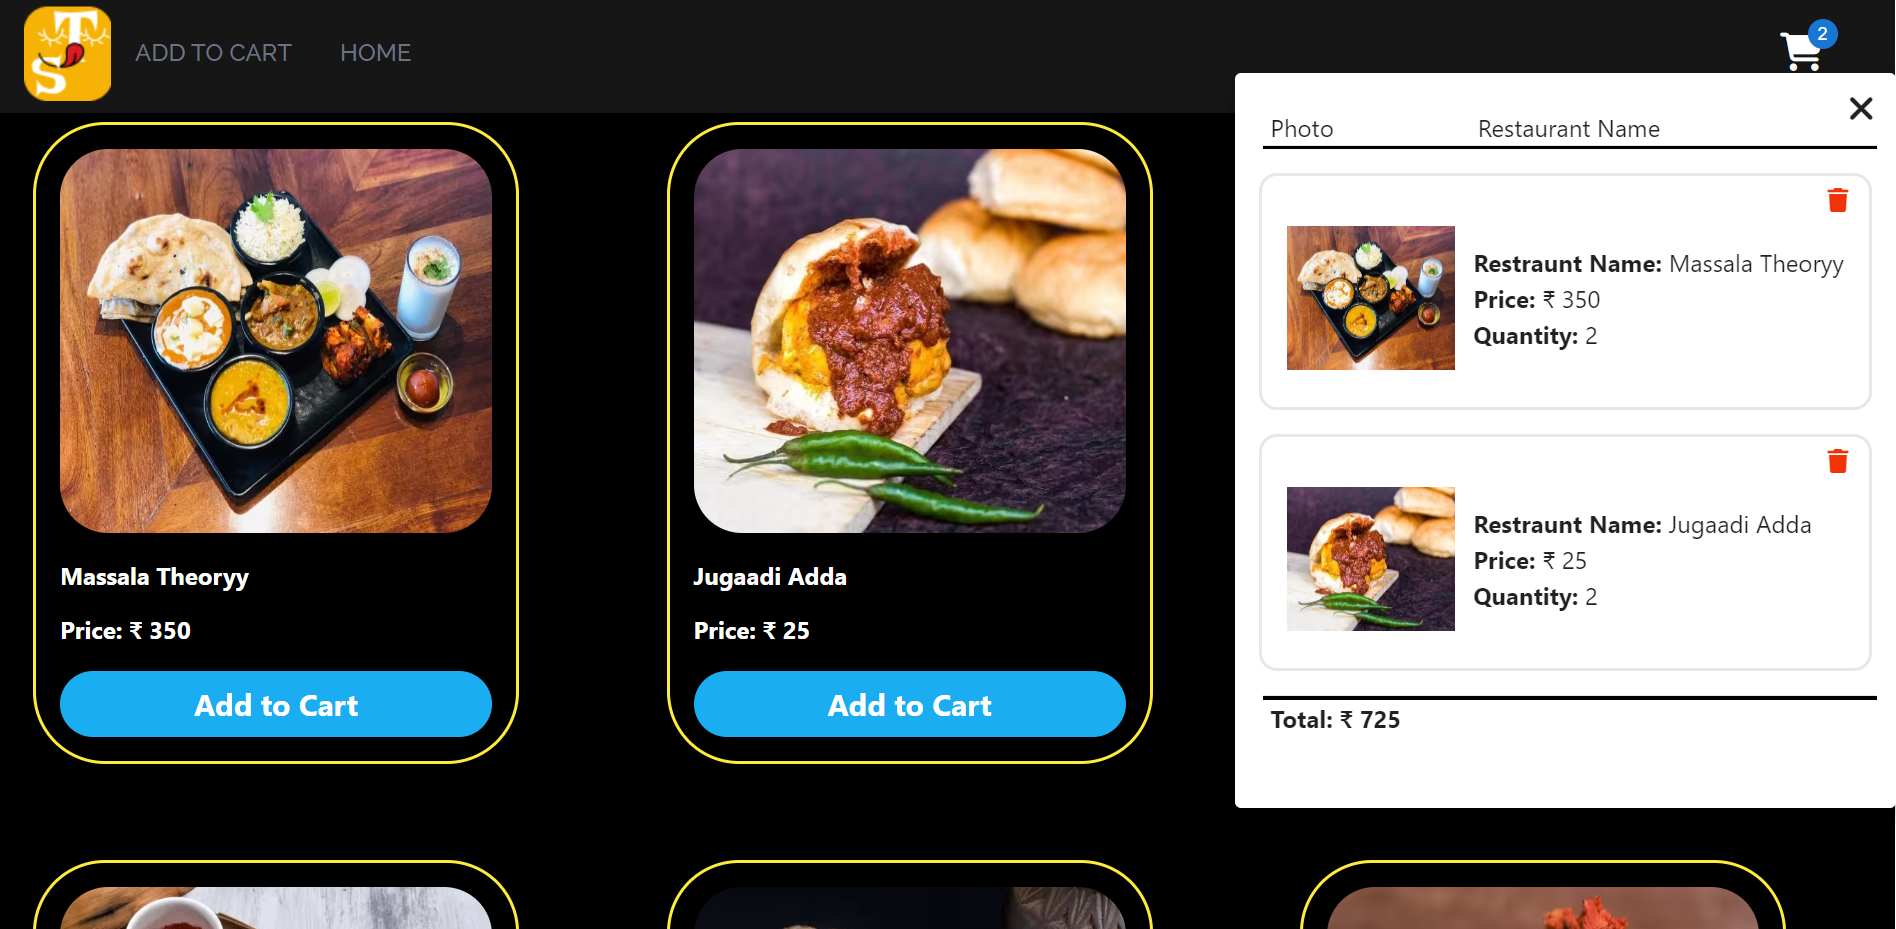 TS
ADD TO CART
HOME
2
Photo
Restaurant Name
Restraunt Name: Massala Theoryy
Price: ₹ 350
Quantity: 2
Restraunt Name: Jugaadi Adda
Price: ₹ 25
Quantity: 2
Total: ₹ 725
Massala Theoryy
Price: ₹ 350
Add to Cart
Jugaadi Adda
Price: ₹ 25
Add to Cart